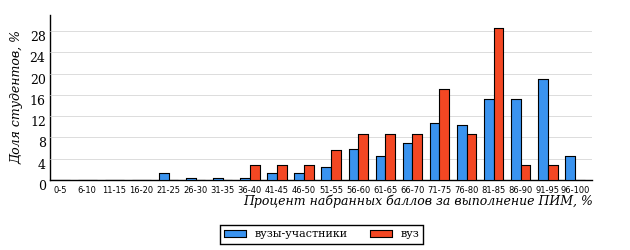 Доля студентов, %
28
24
20
16
12
8
4
0
0-5 6-10 11-15 16-20 21-25 26-30 31-35 36-40 41-45 46-50 51-55 56-60 61-65 66-70 71-75 76-80 81-85 86-90 91-95 96-100
Процент набранных баллов за выполнение ПИМ, %
вузы-участники вуз